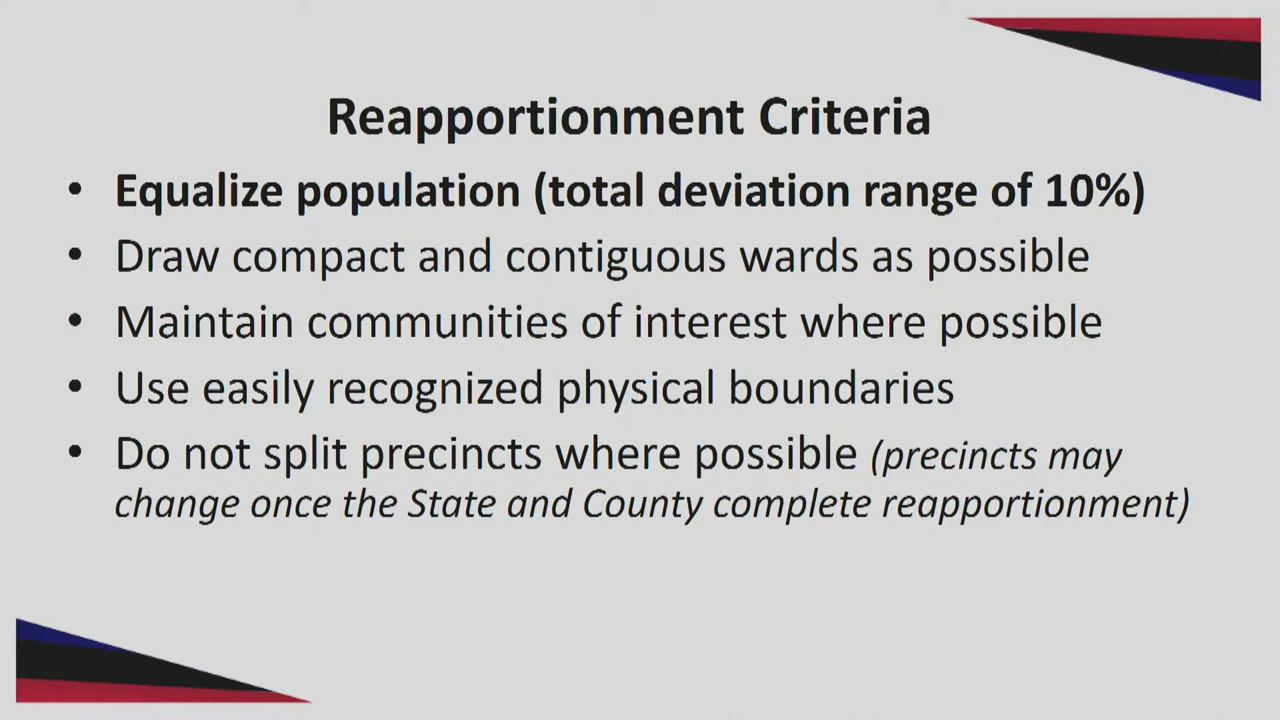 Reapportionment Criteria
• Equalize population (total deviation range of 10%)
• Draw compact and contiguous wards as possible
• Maintain communities of interest where possible
• Use easily recognized physical boundaries
• Do not split precincts where possible (precincts may
change once the State and County complete reapportionment)